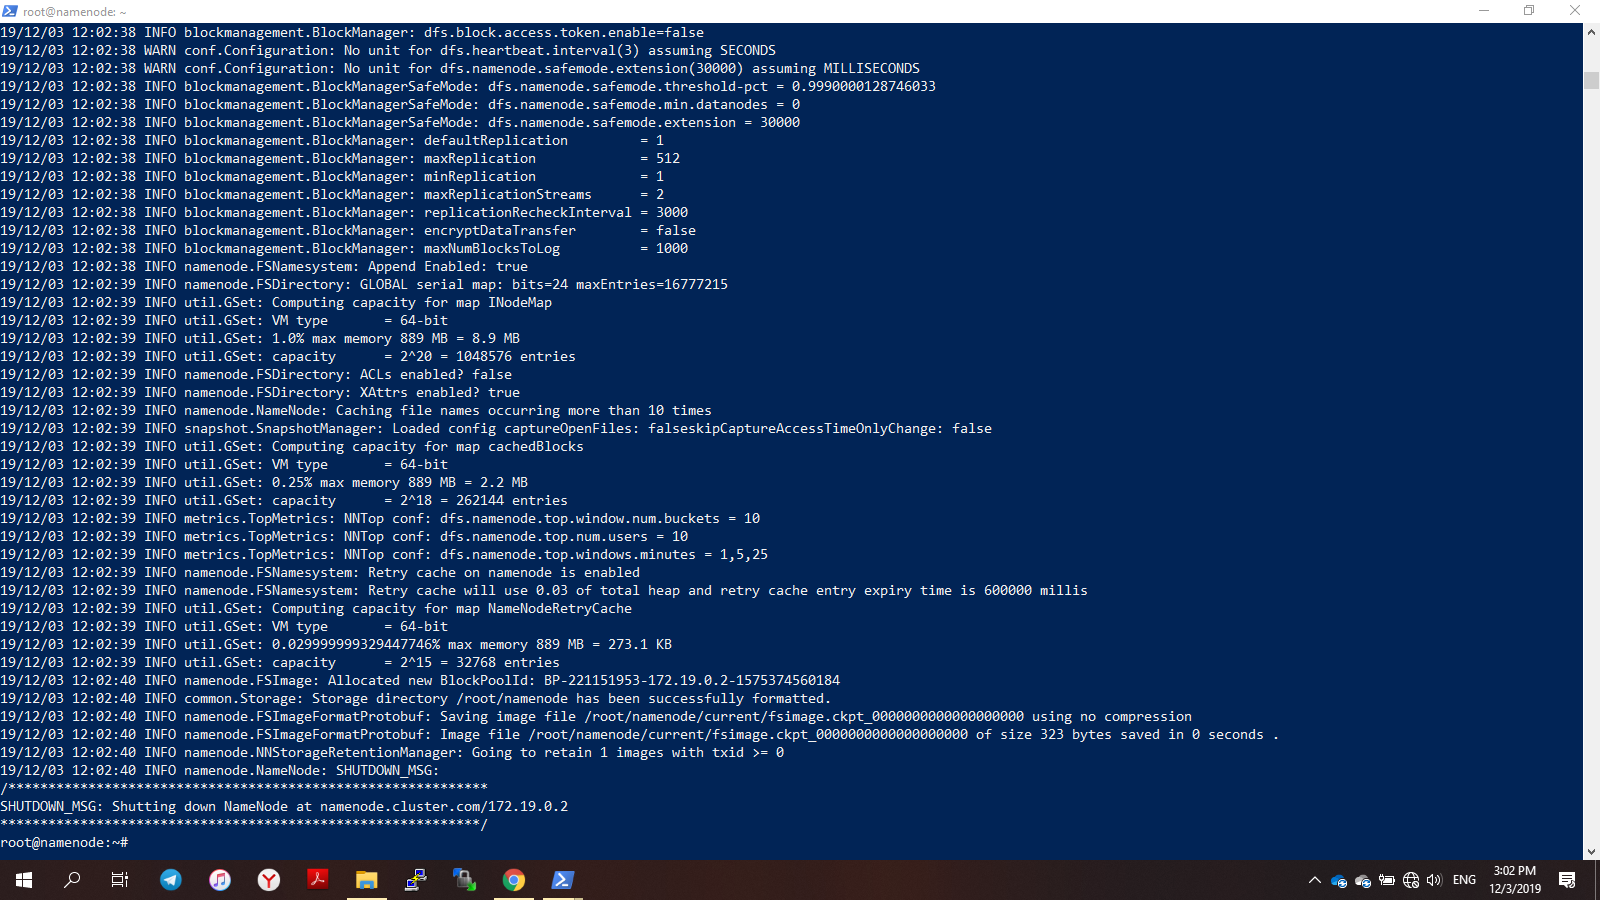 root@namenode: ~
19/12/03 12:02:38 INFO blockmanagement.BlockManager: dfs.block.access.token.enable=false
19/12/03 12:02:38 WARN conf.Configuration: No unit for dfs.heartbeat.interval(3) assuming SECONDS
19/12/03 12:02:38 WARN conf.Configuration: No unit for dfs.namenode.safemode.extension(30000) assuming MILLISECONDS
19/12/03 12:02:38 INFO blockmanagement.BlockManagerSafeMode: dfs.namenode.safemode.threshold-pct = 0.9990000128746033
19/12/03 12:02:38 INFO blockmanagement.BlockManagerSafeMode: dfs.namenode.safemode.min.datanodes = 0
19/12/03 12:02:38 INFO blockmanagement.BlockManagerSafeMode: dfs.namenode.safemode.extension = 30000
19/12/03 12:02:38 INFO blockmanagement.BlockManager: defaultReplication         = 1
19/12/03 12:02:38 INFO blockmanagement.BlockManager: maxReplication             = 512
19/12/03 12:02:38 INFO blockmanagement.BlockManager: minReplication             = 1
19/12/03 12:02:38 INFO blockmanagement.BlockManager: maxReplicationStreams      = 2
19/12/03 12:02:38 INFO blockmanagement.BlockManager: replicationRecheckInterval = 3000
19/12/03 12:02:38 INFO blockmanagement.BlockManager: encryptDataTransfer        = false
19/12/03 12:02:38 INFO blockmanagement.BlockManager: maxNumBlocksToLog          = 1000
19/12/03 12:02:38 INFO namenode.FSNamesystem: Append Enabled: true
19/12/03 12:02:39 INFO namenode.FSDirectory: GLOBAL serial map: bits=24 maxEntries=16777215
19/12/03 12:02:39 INFO util.GSet: Computing capacity for map INodeMap
19/12/03 12:02:39 INFO util.GSet: VM type       = 64-bit
19/12/03 12:02:39 INFO util.GSet: 1.0% max memory 889 MB = 8.9 MB
19/12/03 12:02:39 INFO util.GSet: capacity      = 2^20 = 1048576 entries
19/12/03 12:02:39 INFO namenode.FSDirectory: ACLs enabled? false
19/12/03 12:02:39 INFO namenode.FSDirectory: XAttrs enabled? true
19/12/03 12:02:39 INFO namenode.NameNode: Caching file names occurring more than 10 times
19/12/03 12:02:39 INFO snapshot.SnapshotManager: Loaded config captureOpenFiles: falseskipCaptureAccessTimeOnlyChange: false
19/12/03 12:02:39 INFO util.GSet: Computing capacity for map cachedBlocks
19/12/03 12:02:39 INFO util.GSet: VM type       = 64-bit
19/12/03 12:02:39 INFO util.GSet: 0.25% max memory 889 MB = 2.2 MB
19/12/03 12:02:39 INFO util.GSet: capacity      = 2^18 = 262144 entries
19/12/03 12:02:39 INFO metrics.TopMetrics: NNTop conf: dfs.namenode.top.window.num.buckets = 10
19/12/03 12:02:39 INFO metrics.TopMetrics: NNTop conf: dfs.namenode.top.num.users = 10
19/12/03 12:02:39 INFO metrics.TopMetrics: NNTop conf: dfs.namenode.top.windows.minutes = 1,5,25
19/12/03 12:02:39 INFO namenode.FSNamesystem: Retry cache on namenode is enabled
19/12/03 12:02:39 INFO namenode.FSNamesystem: Retry cache will use 0.03 of total heap and retry cache entry expiry time is 600000 millis
19/12/03 12:02:39 INFO util.GSet: Computing capacity for map NameNodeRetryCache
19/12/03 12:02:39 INFO util.GSet: VM type       = 64-bit
19/12/03 12:02:39 INFO util.GSet: 0.029999999329447746% max memory 889 MB = 273.1 KB
19/12/03 12:02:39 INFO util.GSet: capacity      = 2^15 = 32768 entries
19/12/03 12:02:40 INFO namenode.FSImage: Allocated new BlockPoolId: BP-221151953-172.19.0.2-1575374560184
19/12/03 12:02:40 INFO common.Storage: Storage directory /root/namenode has been successfully formatted.
19/12/03 12:02:40 INFO namenode.FSImageFormatProtobuf: Saving image file /root/namenode/current/fsimage.ckpt_0000000000000000000 using no compression
19/12/03 12:02:40 INFO namenode.FSImageFormatProtobuf: Image file /root/namenode/current/fsimage.ckpt_0000000000000000000 of size 323 bytes saved in 0 seconds .
19/12/03 12:02:40 INFO namenode.NNStorageRetentionManager: Going to retain 1 images with txid >= 0
19/12/03 12:02:40 INFO namenode.NameNode: SHUTDOWN_MSG:
/************************************************************
SHUTDOWN_MSG: Shutting down NameNode at namenode.cluster.com/172.19.0.2
************************************************************/
root@namenode:~#
ENG
3:02 PM
12/3/2019